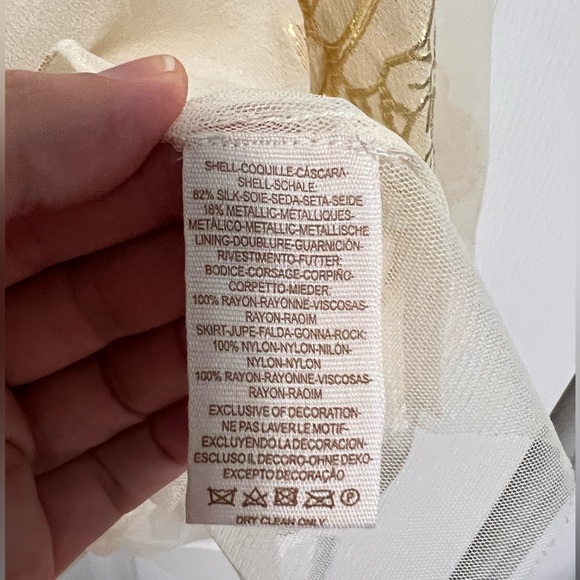 SHELL-COQUILLE-CÁSCARA-
SHELL-SCHALE:
82% SILK-SOIE-SEDA-SETA-SEIDE
18% METALLIC-MÉTALLIQUES-
METÁLICO-METALLIC-METALLISCHE
LINING-DOUBLURE-GUARNICIÓN-
RIVESTIMENTO-FUTTER:
BODICE-CORSAGE-CORPIÑO-
CORPETTO-MIEDER:
100% RAYON-RAYONNE-VISCOSAS-
RAYON-RAOIM
SKIRT-JUPE-FALDA-GONNA-ROCK:
100% NYLON-NYLON-NILÓN-
NYLON-NYLON
100% RAYON-RAYONNE-VISCOSAS-
RAYON-RAOIM
EXCLUSIVE OF DECORATION-
NE PAS LAVER LE MOTIF-
EXCLUYENDO LA DECORACION-
ESCLUSO IL DECORO-OHNE DEKO-
EXCEPTO DECORAÇÃO
P
DRY CLEAN ONLY